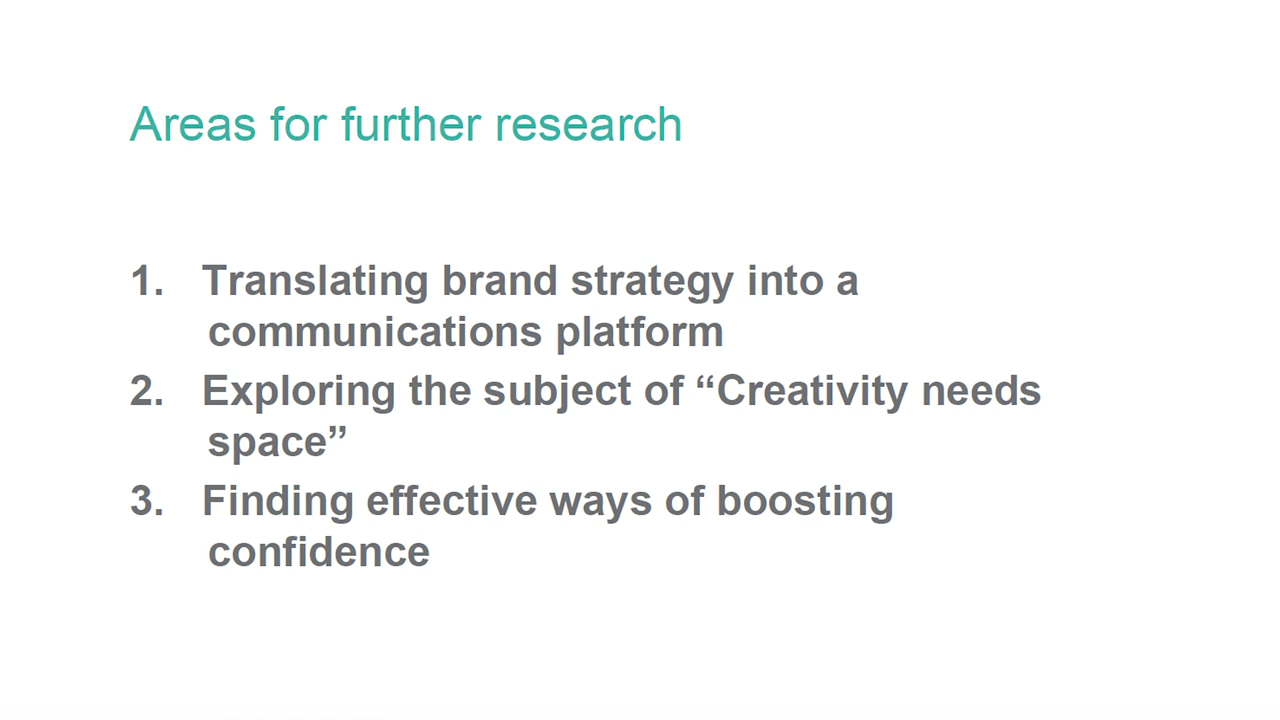 Areas for further research
1. Translating brand strategy into a
communications platform
2. Exploring the subject of “Creativity needs
space”
3. Finding effective ways of boosting
confidence